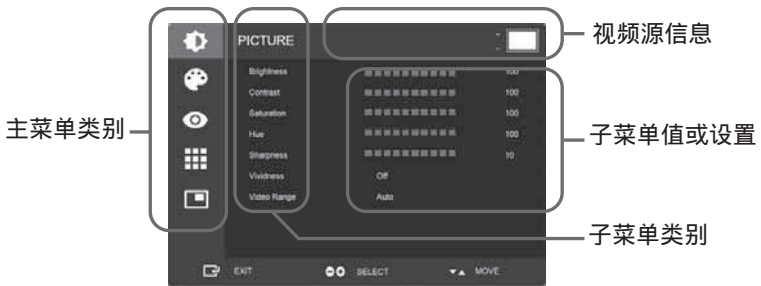 视频源信息
PICTURE
Brightness 100
Contrast 100
Saturation 100
Hue 100
Sharpness 10
Vividness Off
Video Range Auto
主菜单类别
子菜单值或设置
子菜单类别
EXIT SELECT MOVE